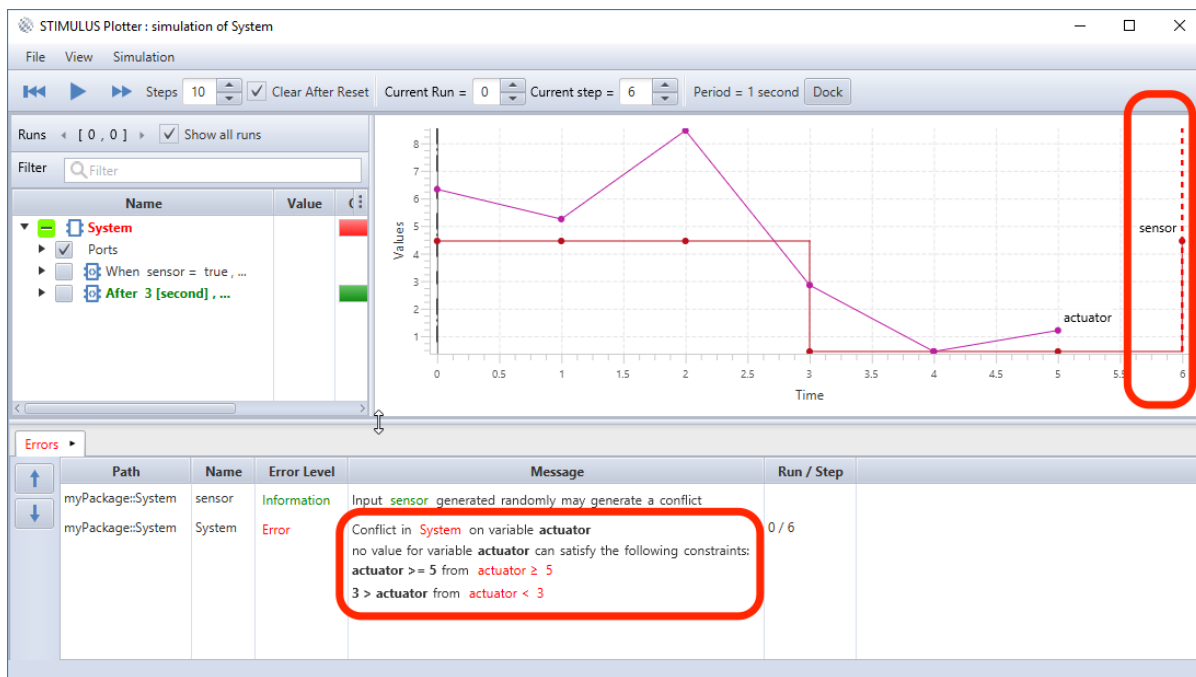 STIMULUS Plotter : simulation of System
File View Simulation
Steps 10 Clear After Reset Current Run = 0 Current step = 6 Period = 1 second Dock
Runs [ 0 , 0 ] Show all runs
Filter Filter
Name Value
System
Ports
When sensor = true , ...
After 3 [second] , ...
Values
8
7
6
5
4
3
2
1
sensor
actuator
0 0.5 1 1.5 2 2.5 3 3.5 4 4.5 5 5.5 6
Time
Errors
Path Name Error Level Message Run / Step
myPackage::System sensor Information Input sensor generated randomly may generate a conflict
myPackage::System System Error Conflict in System on variable actuator 0 / 6
no value for variable actuator can satisfy the following constraints:
actuator >= 5 from actuator ≥ 5
3 > actuator from actuator < 3